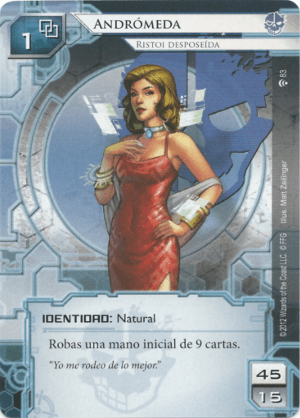 1
ANDRÓMEDA
RISTOI DESPOSEÍDA
83
Illus. Matt Zeilinger
© 2012 Wizards of the Coast LLC. © FFG
IDENTIDAD: Natural
Robas una mano inicial de 9 cartas.
"Yo me rodeo de lo mejor."
45
15